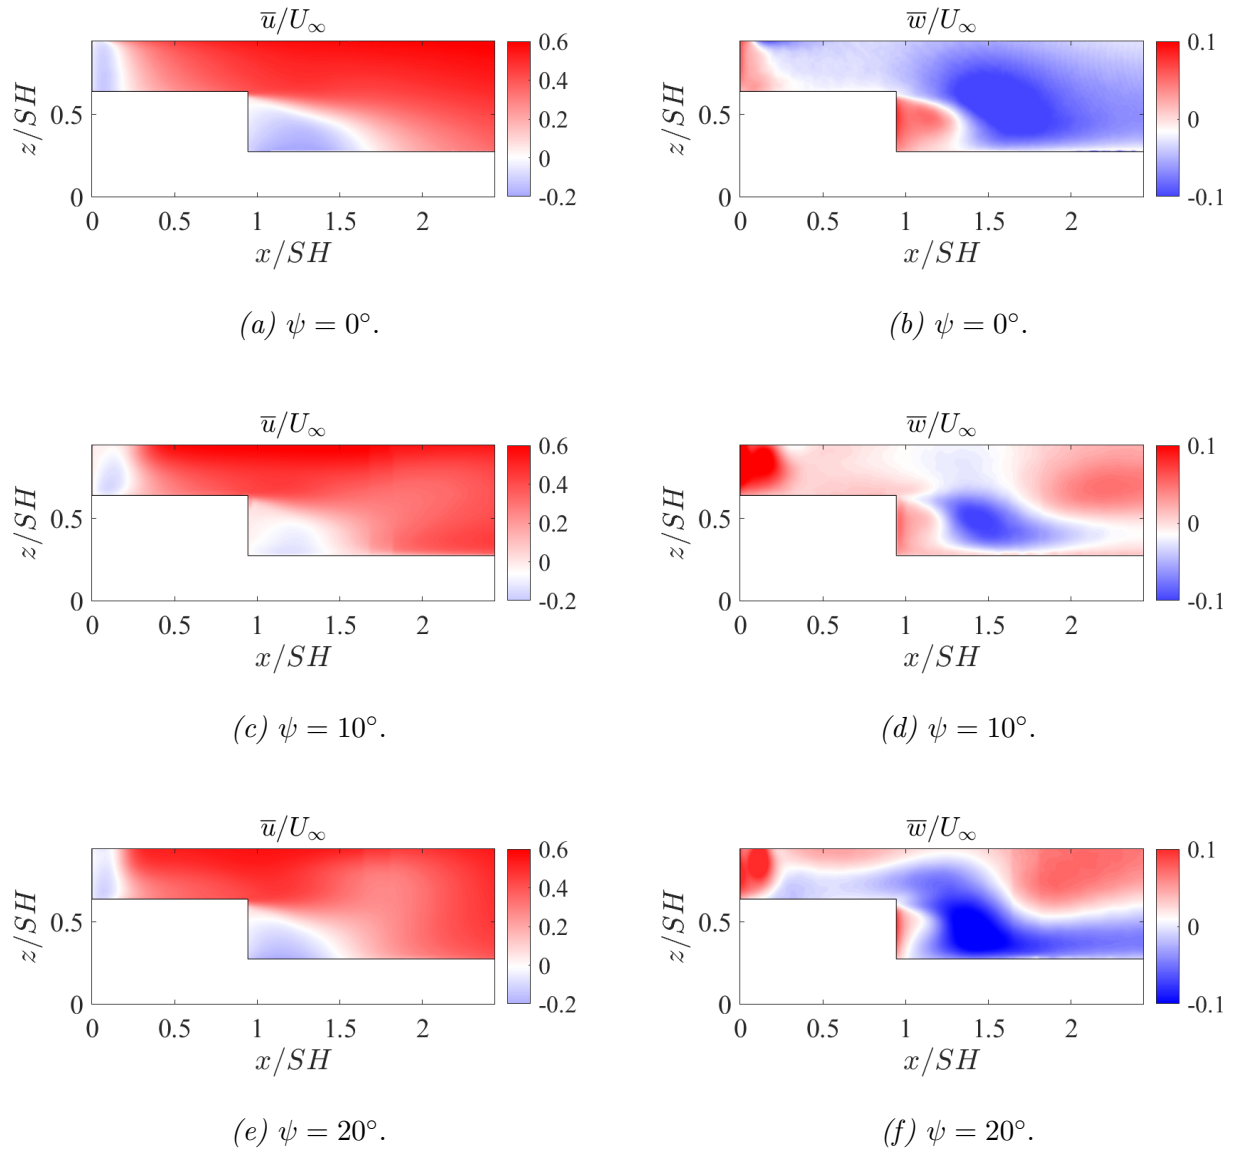 u̅/U∞
0.6
0.4
0.2
0
-0.2
z/SH
0.5
0
0 0.5 1 1.5 2
x/SH
(a) ψ = 0°.
w̅/U∞
0.1
0
-0.1
z/SH
0.5
0
0 0.5 1 1.5 2
x/SH
(b) ψ = 0°.
u̅/U∞
0.6
0.4
0.2
0
-0.2
z/SH
0.5
0
0 0.5 1 1.5 2
x/SH
(c) ψ = 10°.
w̅/U∞
0.1
0
-0.1
z/SH
0.5
0
0 0.5 1 1.5 2
x/SH
(d) ψ = 10°.
u̅/U∞
0.6
0.4
0.2
0
-0.2
z/SH
0.5
0
0 0.5 1 1.5 2
x/SH
(e) ψ = 20°.
w̅/U∞
0.1
0
-0.1
z/SH
0.5
0
0 0.5 1 1.5 2
x/SH
(f) ψ = 20°.